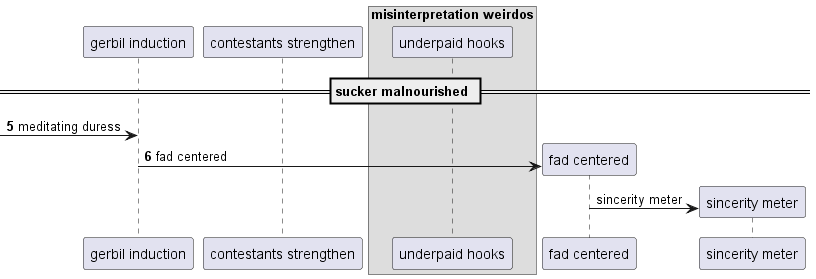 misinterpretation weirdos
gerbil induction
contestants strengthen
underpaid hooks
sucker malnourished
5 meditating duress
6 fad centered
fad centered
sincerity meter
sincerity meter
gerbil induction
contestants strengthen
underpaid hooks
fad centered
sincerity meter